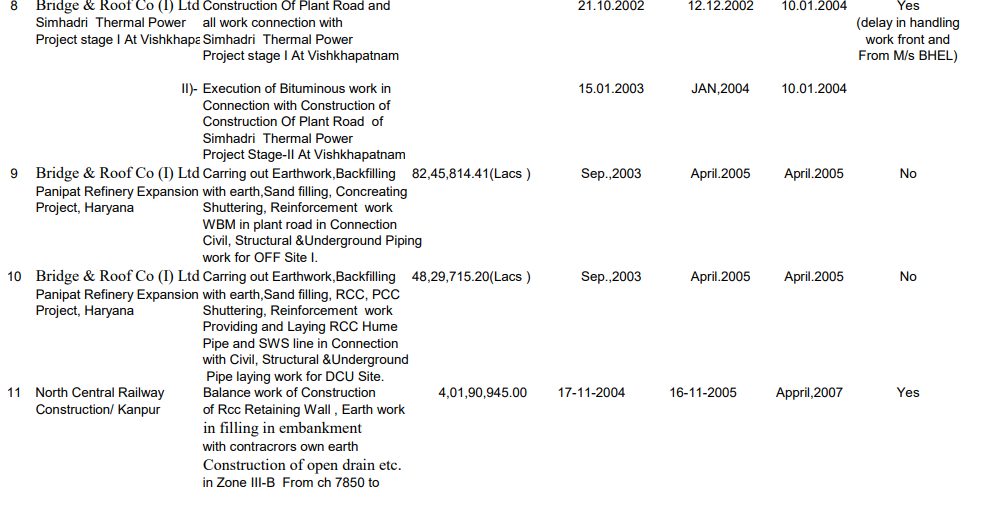 8 Bridge & Roof Co (I) Ltd Construction Of Plant Road and 21.10.2002 12.12.2002 10.01.2004 Yes
Simhadri Thermal Power all work connection with (delay in handling
Project stage I At Vishkhapa Simhadri Thermal Power work front and
Project stage I At Vishkhapatnam From M/s BHEL)
II)- Execution of Bituminous work in 15.01.2003 JAN,2004 10.01.2004
Connection with Construction of
Construction Of Plant Road of
Simhadri Thermal Power
Project Stage-II At Vishkhapatnam
9 Bridge & Roof Co (I) Ltd Carring out Earthwork,Backfilling 82,45,814.41(Lacs ) Sep.,2003 April.2005 April.2005 No
Panipat Refinery Expansion with earth,Sand filling, Concreating
Project, Haryana Shuttering, Reinforcement work
WBM in plant road in Connection
Civil, Structural &Underground Piping
work for OFF Site I.
10 Bridge & Roof Co (I) Ltd Carring out Earthwork,Backfilling 48,29,715.20(Lacs ) Sep.,2003 April.2005 April.2005 No
Panipat Refinery Expansion with earth,Sand filling, RCC, PCC
Project, Haryana Shuttering, Reinforcement work
Providing and Laying RCC Hume
Pipe and SWS line in Connection
with Civil, Structural &Underground
Pipe laying work for DCU Site.
11 North Central Railway Balance work of Construction 4,01,90,945.00 17-11-2004 16-11-2005 Appril,2007 Yes
Construction/ Kanpur of Rcc Retaining Wall , Earth work
in filling in embankment
with contracrors own earth
Construction of open drain etc.
in Zone III-B From ch 7850 to